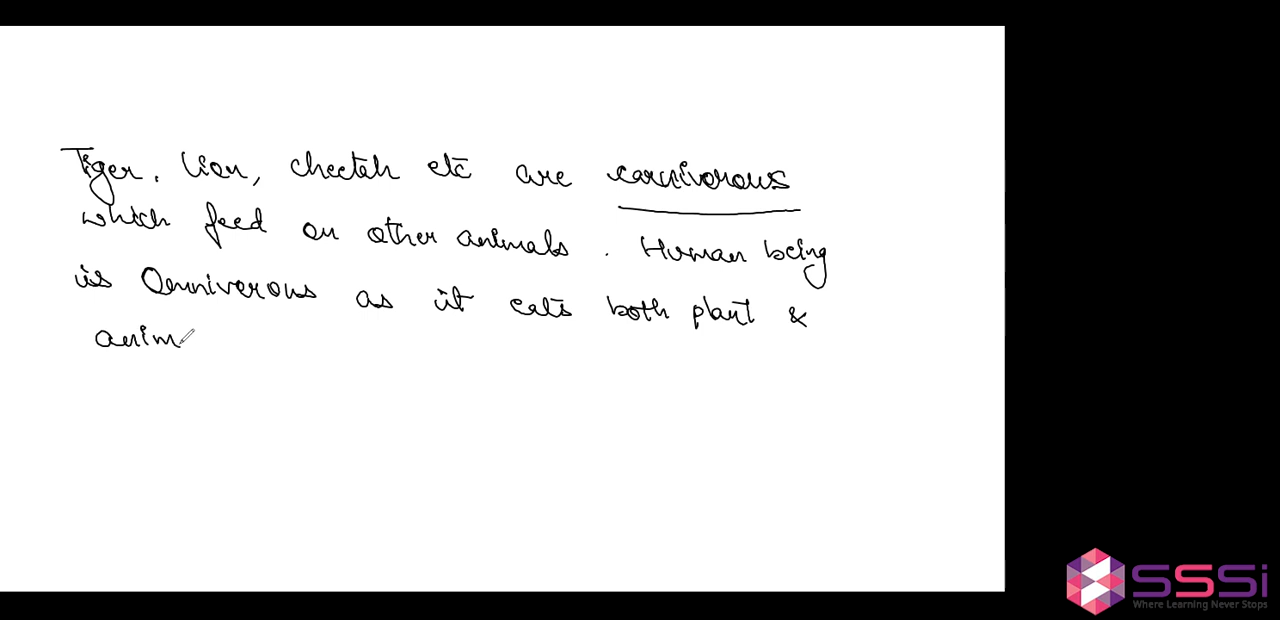 Tiger, lion, cheetah etc are carnivorous
which feed on other animals. Human being
is Omniverous as it eats both plant &
anim
SSSi
Where Learning Never Stops